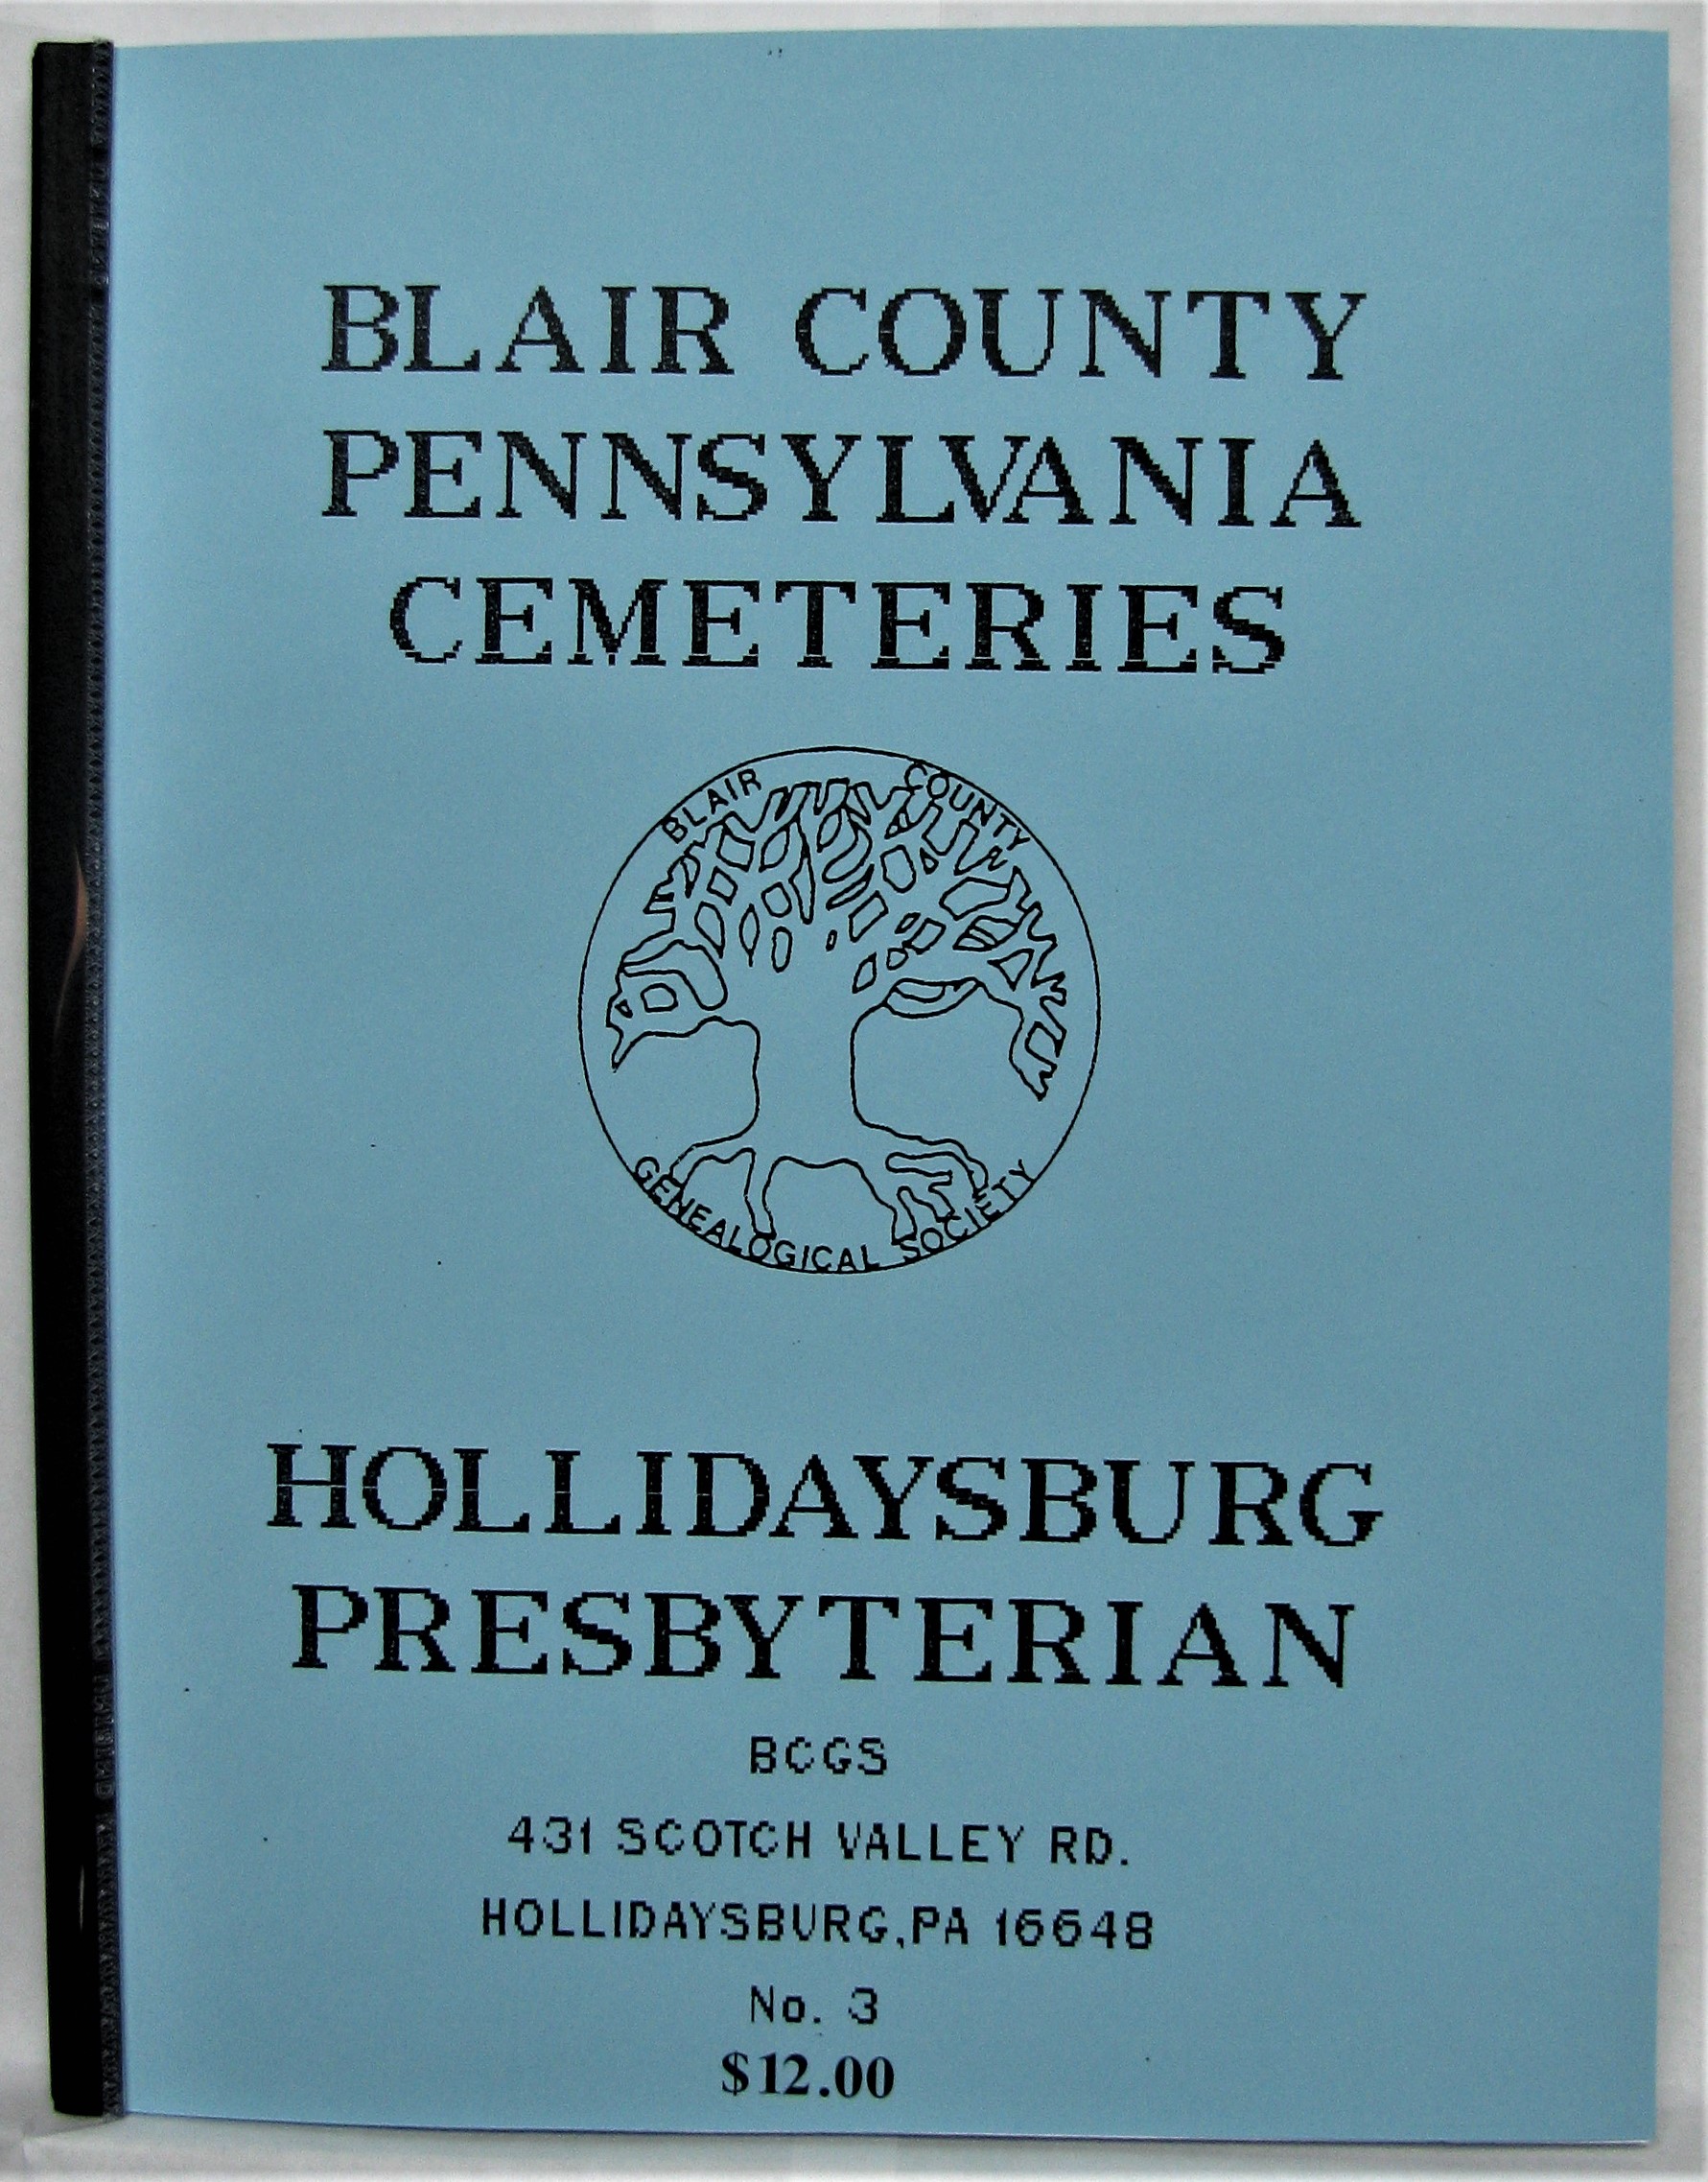 BLAIR COUNTY
PENNSYLVANIA
CEMETERIES
BLAIR COUNTY
GENEALOGICAL SOCIETY
HOLLIDAYSBURG
PRESBYTERIAN
BCGS
431 SCOTCH VALLEY RD.
HOLLIDAYSBURG,PA 16648
No. 3
$12.00